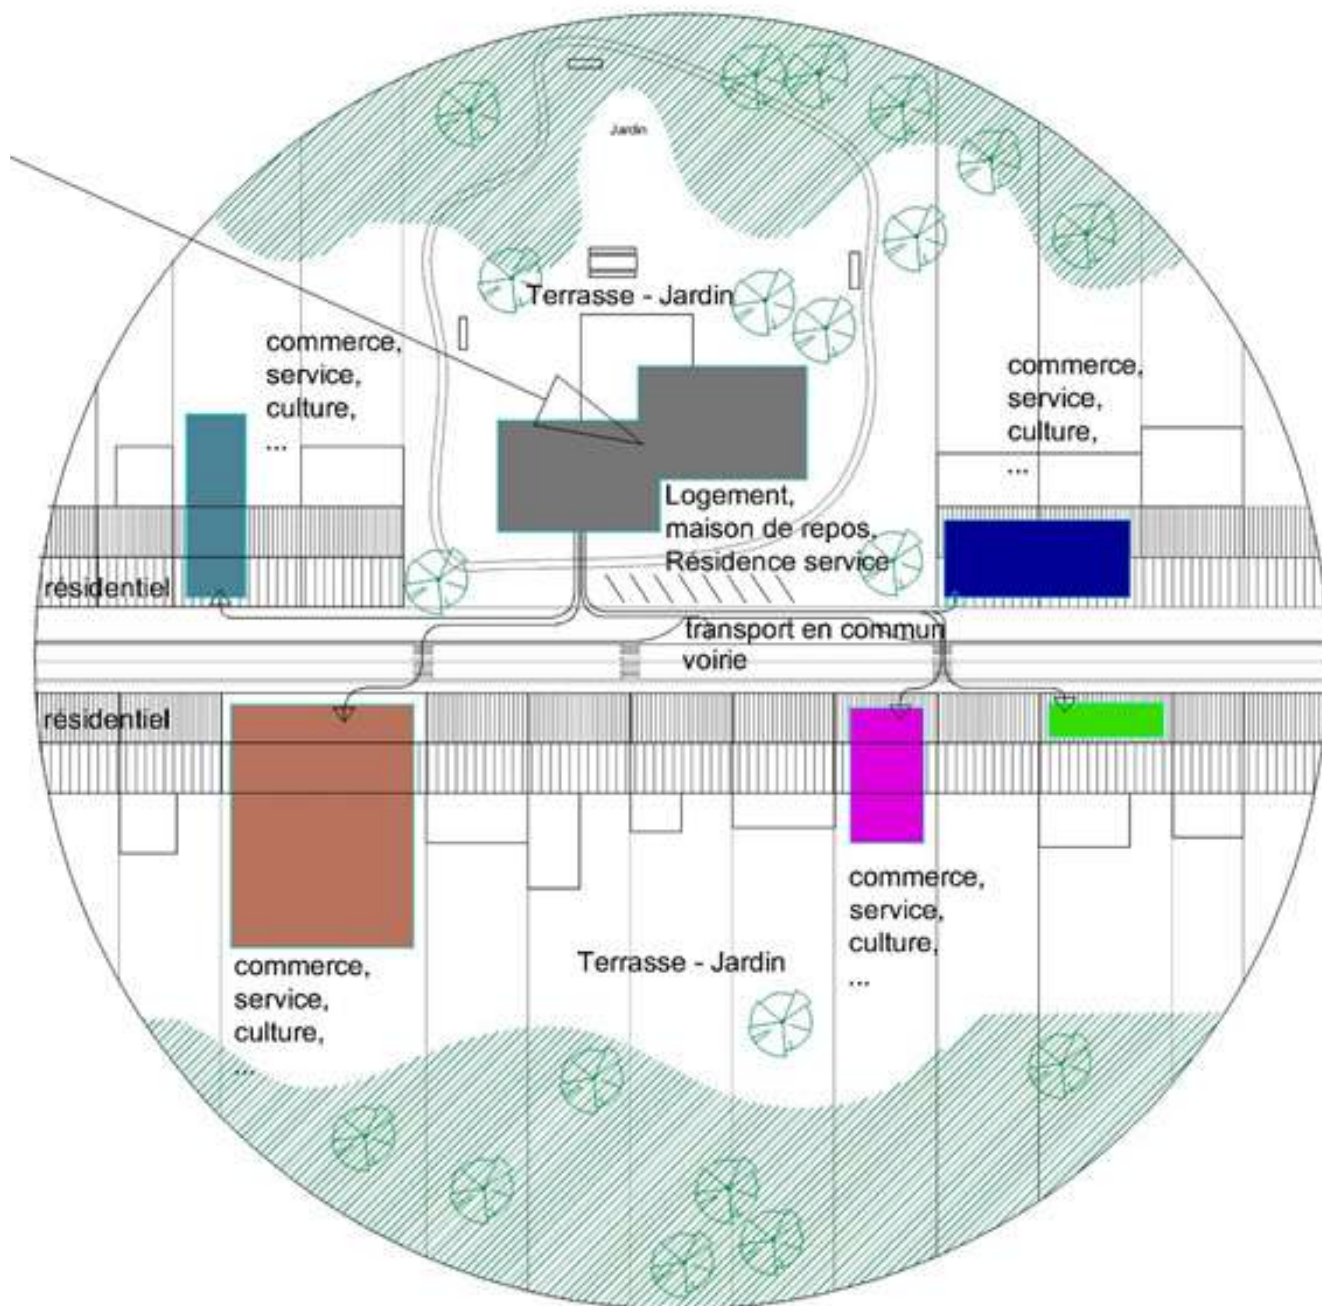 Jardin
Terrasse - Jardin
commerce,
service,
culture,
...
commerce,
service,
culture,
...
Logement,
maison de repos,
Résidence service
résidentiel
Transport en commun
voirie
résidentiel
commerce,
service,
culture,
...
Terrasse - Jardin
commerce,
service,
culture,
...